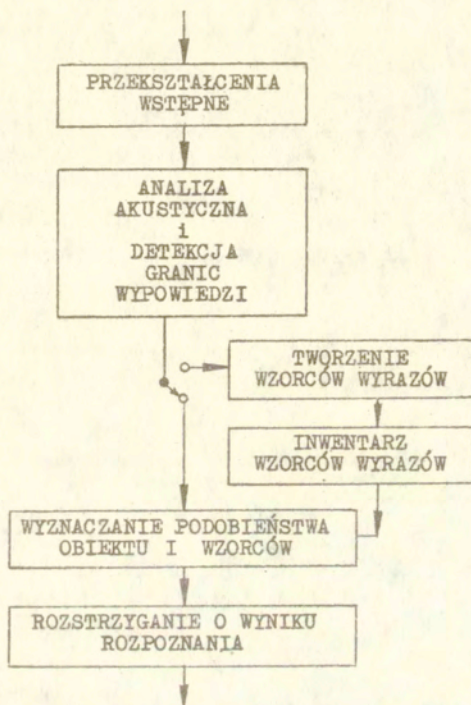 PRZEKSZTAŁCENIA
WSTĘPNE
ANALIZA
AKUSTYCZNA
i
DETEKCJA
GRANIC
WYPOWIEDZI
TWORZENIE
WZORCÓW WYRAZÓW
INWENTARZ
WZORCÓW WYRAZÓW
WYZNACZANIE PODOBIEŃSTWA
OBIEKTU I WZORCÓW
ROZSTRZYGANIE O WYNIKU
ROZPOZNANIA